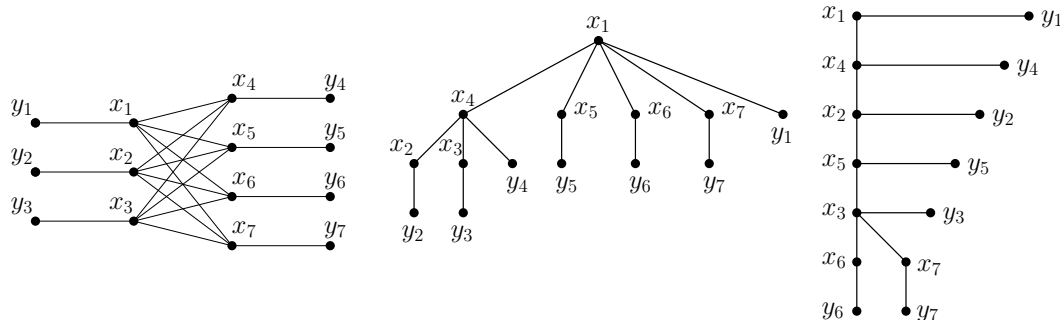 x₁
x₄
y₄
y₁
x₁
x₅
y₅
y₂
x₂
x₆
y₆
y₃
x₃
x₇
y₇
x₁
x₄
x₅
x₆
x₇
y₁
x₂
x₃
y₄
y₅
y₆
y₇
y₂
y₃
x₁
y₁
x₄
y₄
x₂
y₂
x₅
y₅
x₃
y₃
x₆
x₇
y₆
y₇